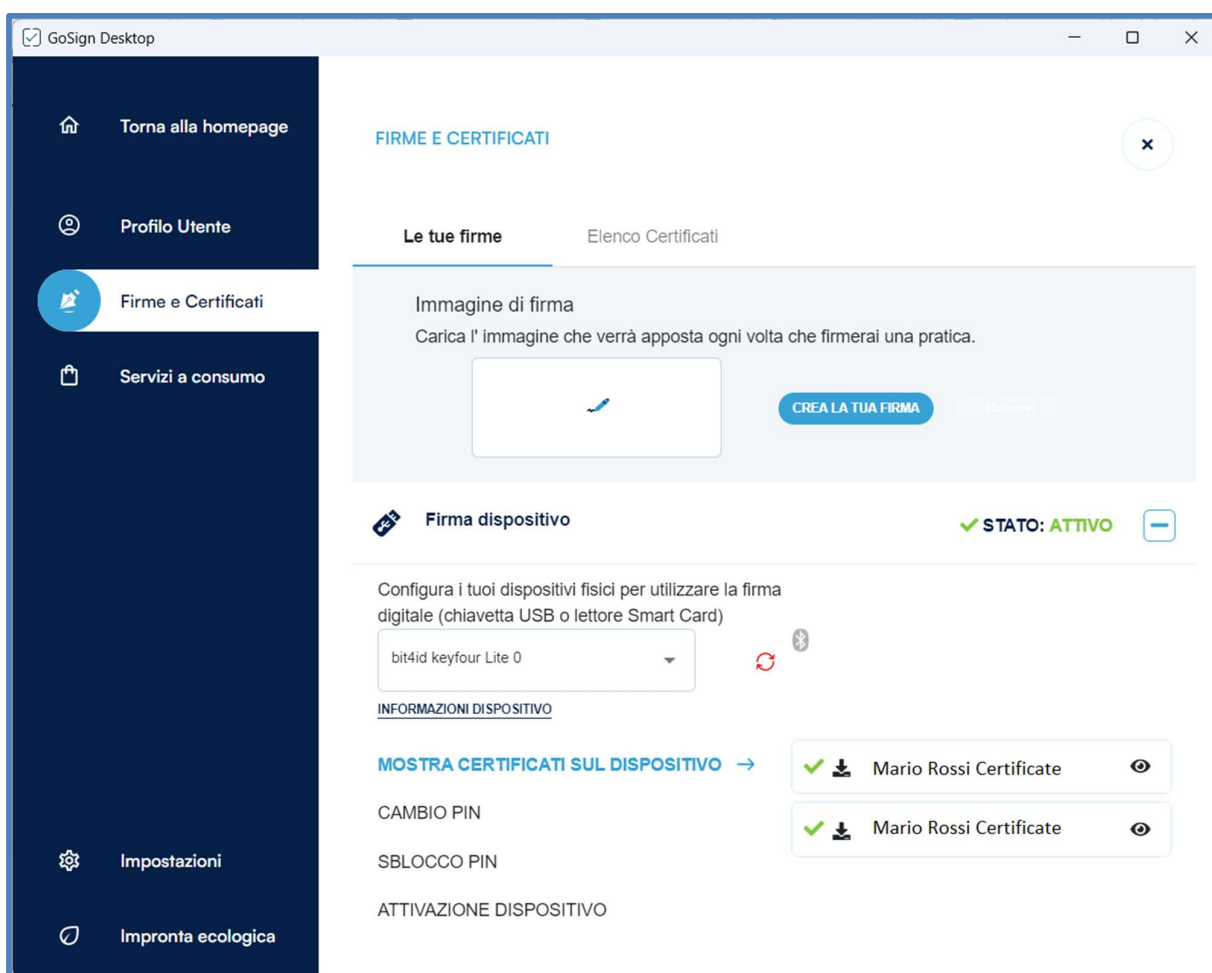 GoSign Desktop
Torna alla homepage
Profilo Utente
Firme e Certificati
Servizi a consumo
Impostazioni
Impronta ecologica
FIRME E CERTIFICATI
Le tue firme
Elenco Certificati
Immagine di firma
Carica l' immagine che verrà apposta ogni volta che firmerai una pratica.
CREA LA TUA FIRMA
Firma dispositivo
STATO: ATTIVO
Configura i tuoi dispositivi fisici per utilizzare la firma
digitale (chiavetta USB o lettore Smart Card)
bit4id keyfour Lite 0
INFORMAZIONI DISPOSITIVO
MOSTRA CERTIFICATI SUL DISPOSITIVO
CAMBIO PIN
SBLOCCO PIN
ATTIVAZIONE DISPOSITIVO
Mario Rossi Certificate
Mario Rossi Certificate